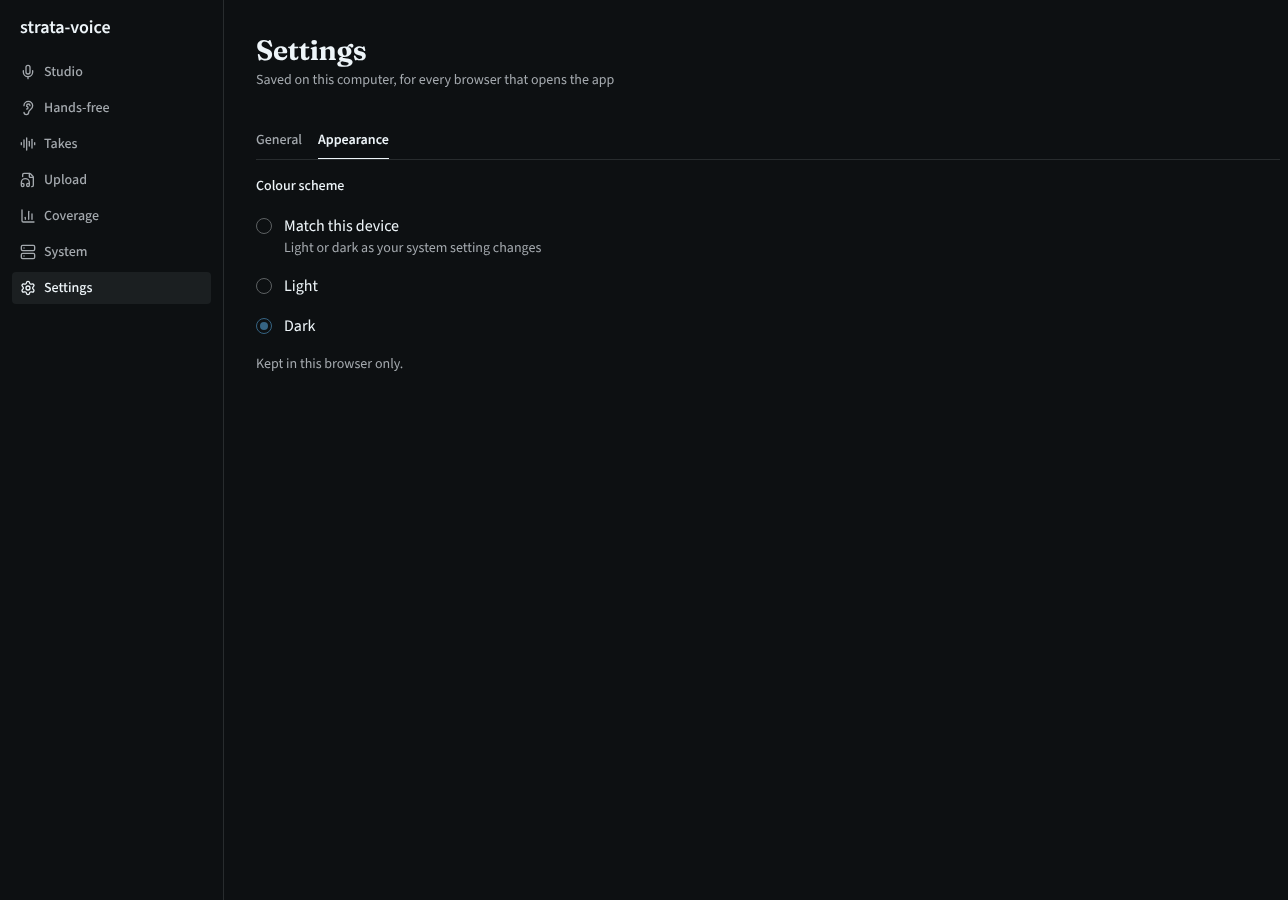 strata-voice
Studio
Hands-free
Takes
Upload
Coverage
System
Settings
Settings
Saved on this computer, for every browser that opens the app
General Appearance
Colour scheme
Match this device
Light or dark as your system setting changes
Light
Dark
Kept in this browser only.